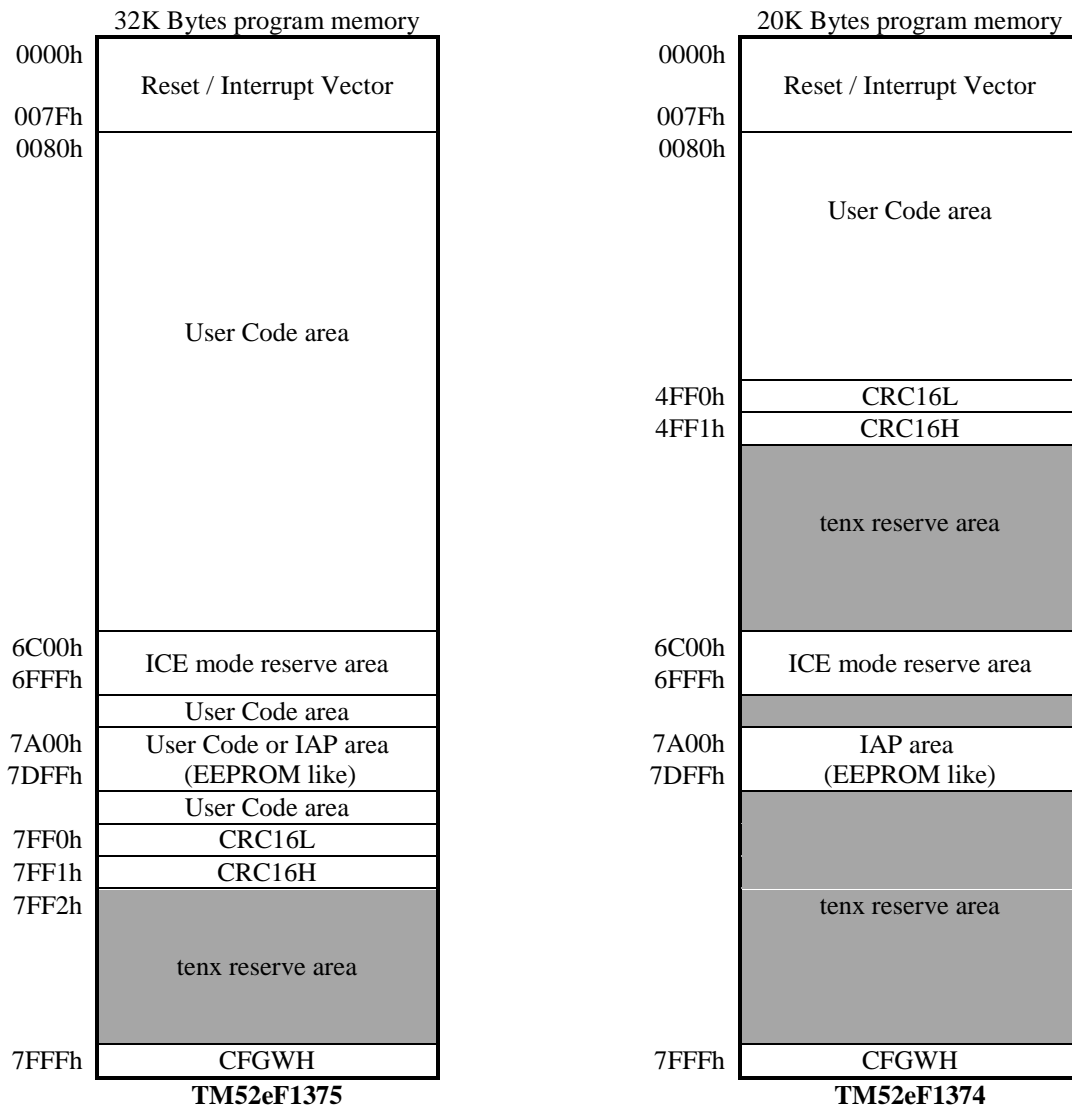 32K Bytes program memory
0000h
Reset / Interrupt Vector
007Fh
0080h
User Code area
6C00h
ICE mode reserve area
6FFFh
User Code area
7A00h
User Code or IAP area
7DFFh
(EEPROM like)
User Code area
7FF0h
CRC16L
7FF1h
CRC16H
7FF2h
tenx reserve area
7FFFh
CFGWH
TM52eF1375
20K Bytes program memory
0000h
Reset / Interrupt Vector
007Fh
0080h
User Code area
4FF0h
CRC16L
4FF1h
CRC16H
tenx reserve area
6C00h
ICE mode reserve area
6FFFh
7A00h
IAP area
7DFFh
(EEPROM like)
tenx reserve area
7FFFh
CFGWH
TM52eF1374